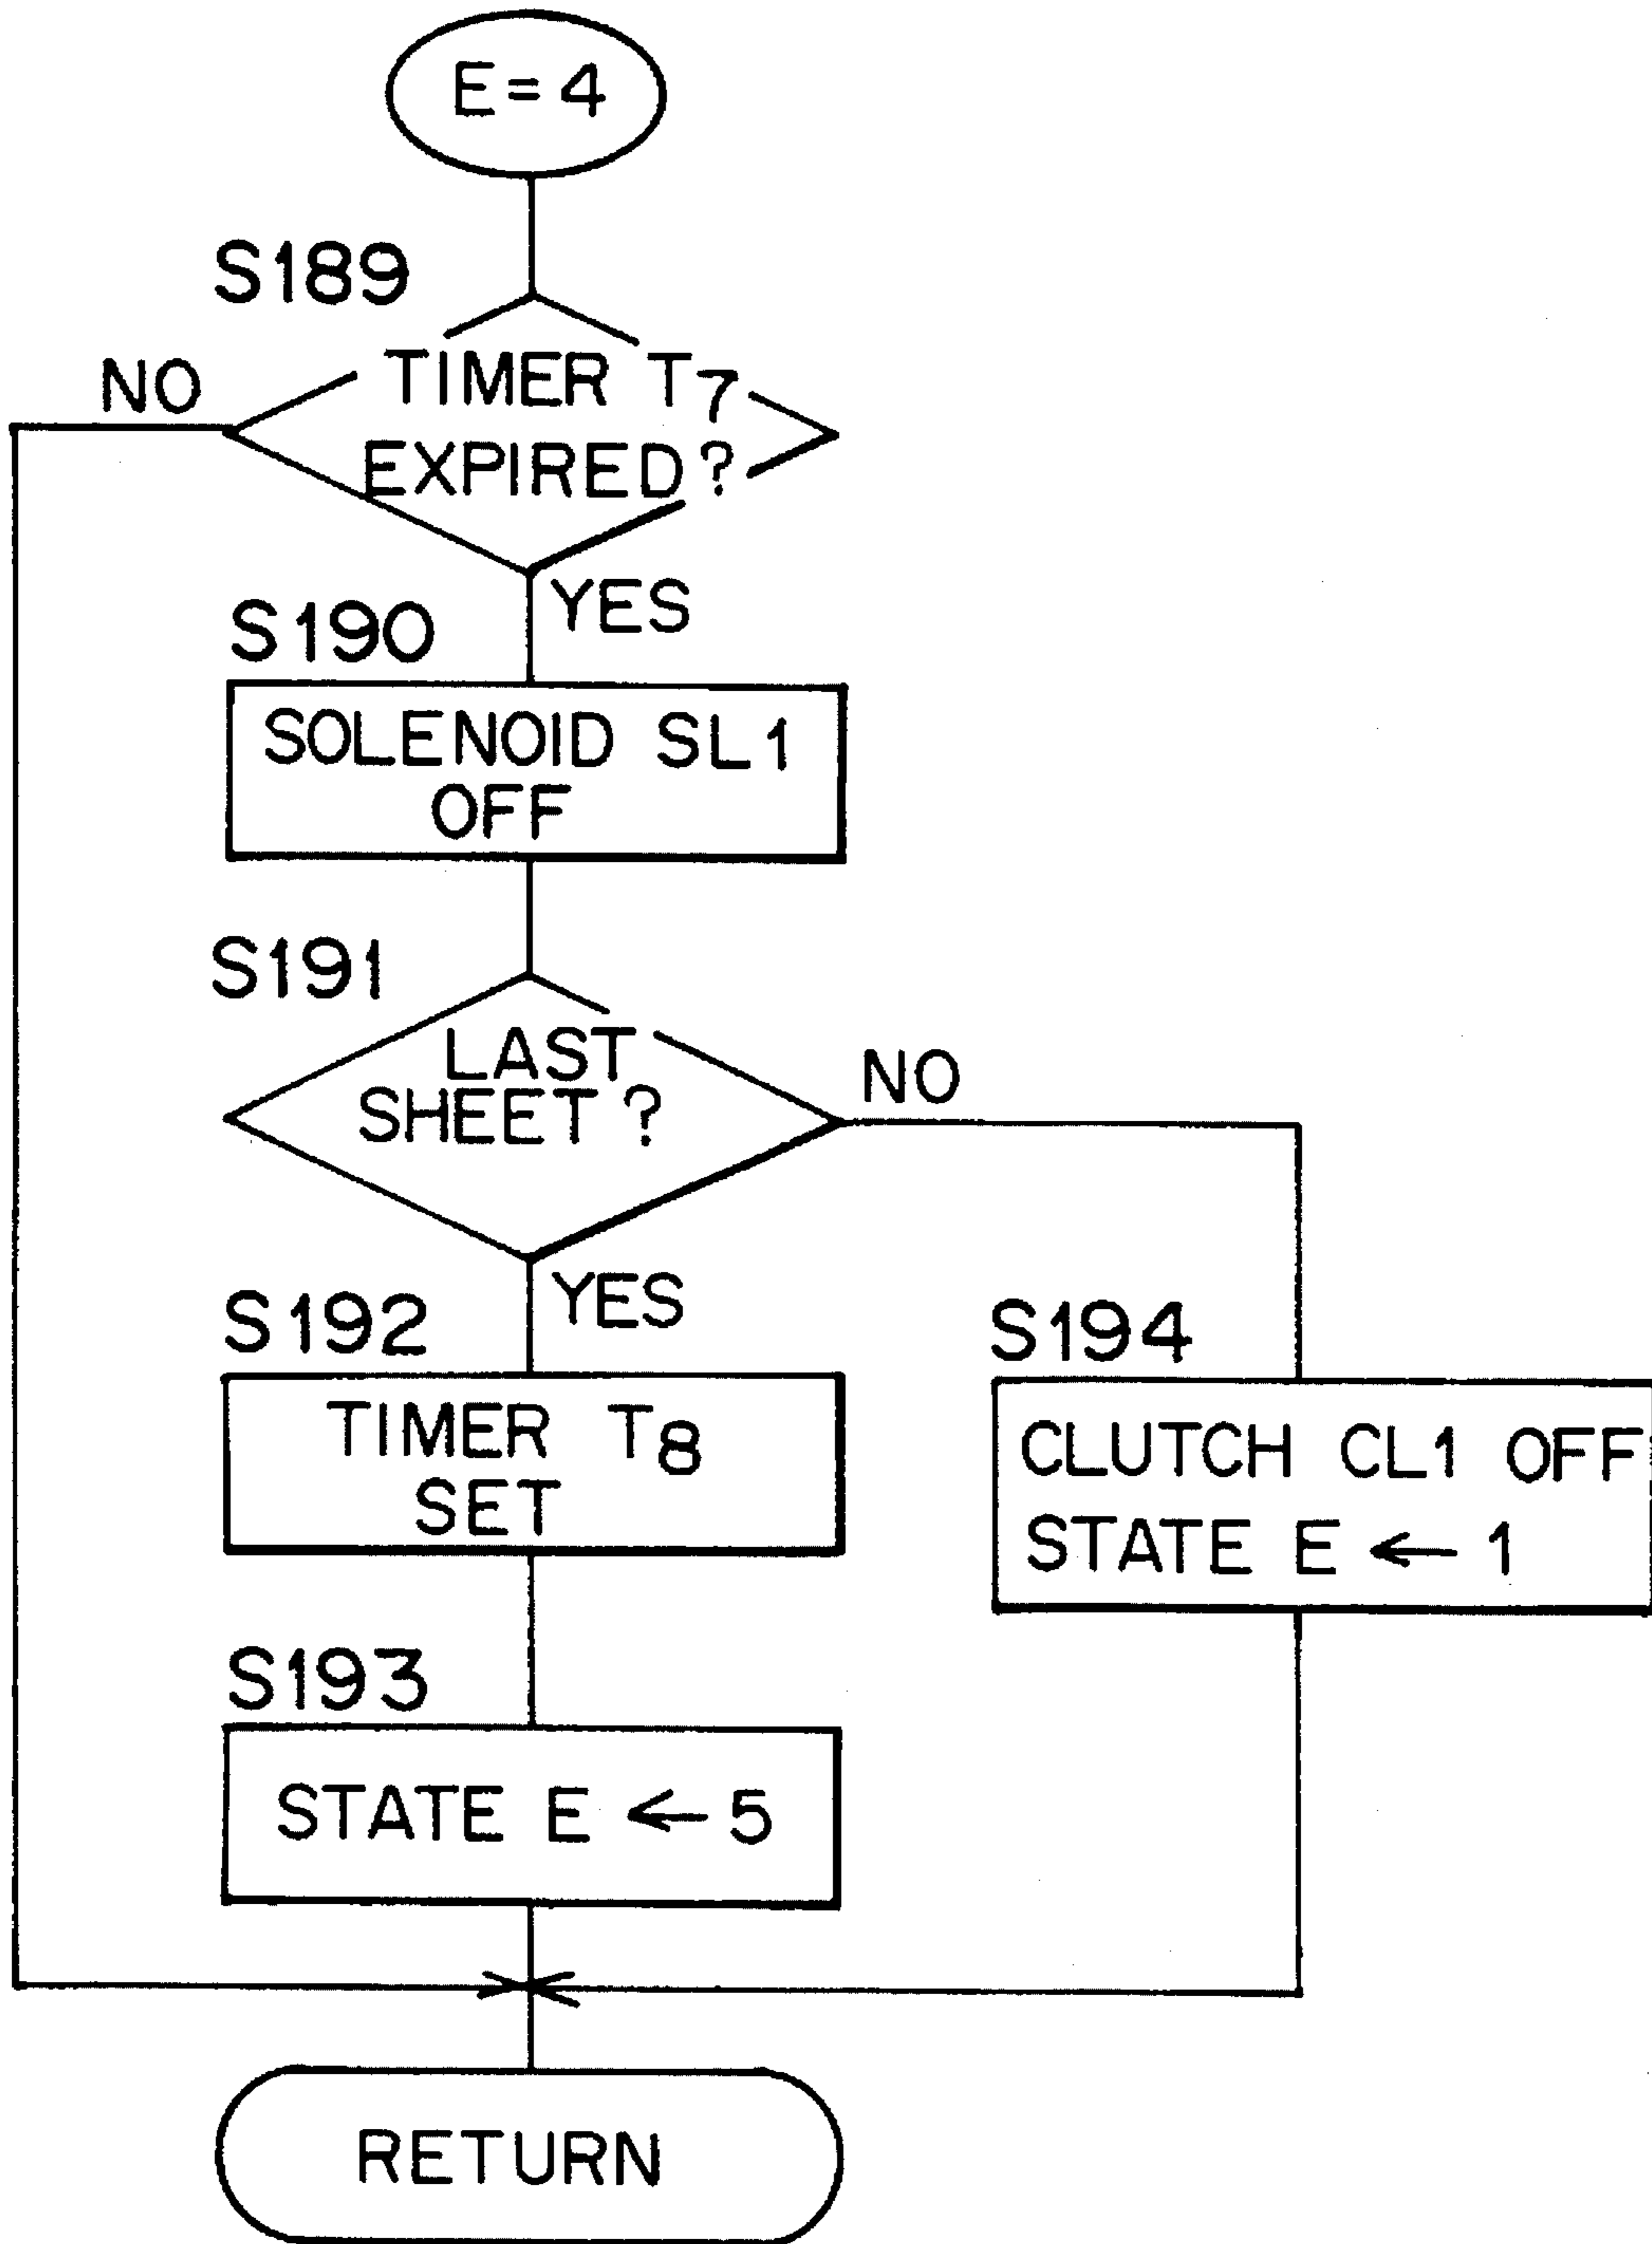 E=4
S189
NO
TIMER T7
EXPIRED?
YES
S190
SOLENOID SL1
OFF
S191
LAST
SHEET?
NO
YES
S192
TIMER T8
SET
S194
CLUTCH CL1 OFF
STATE E ← 1
S193
STATE E ← 5
RETURN